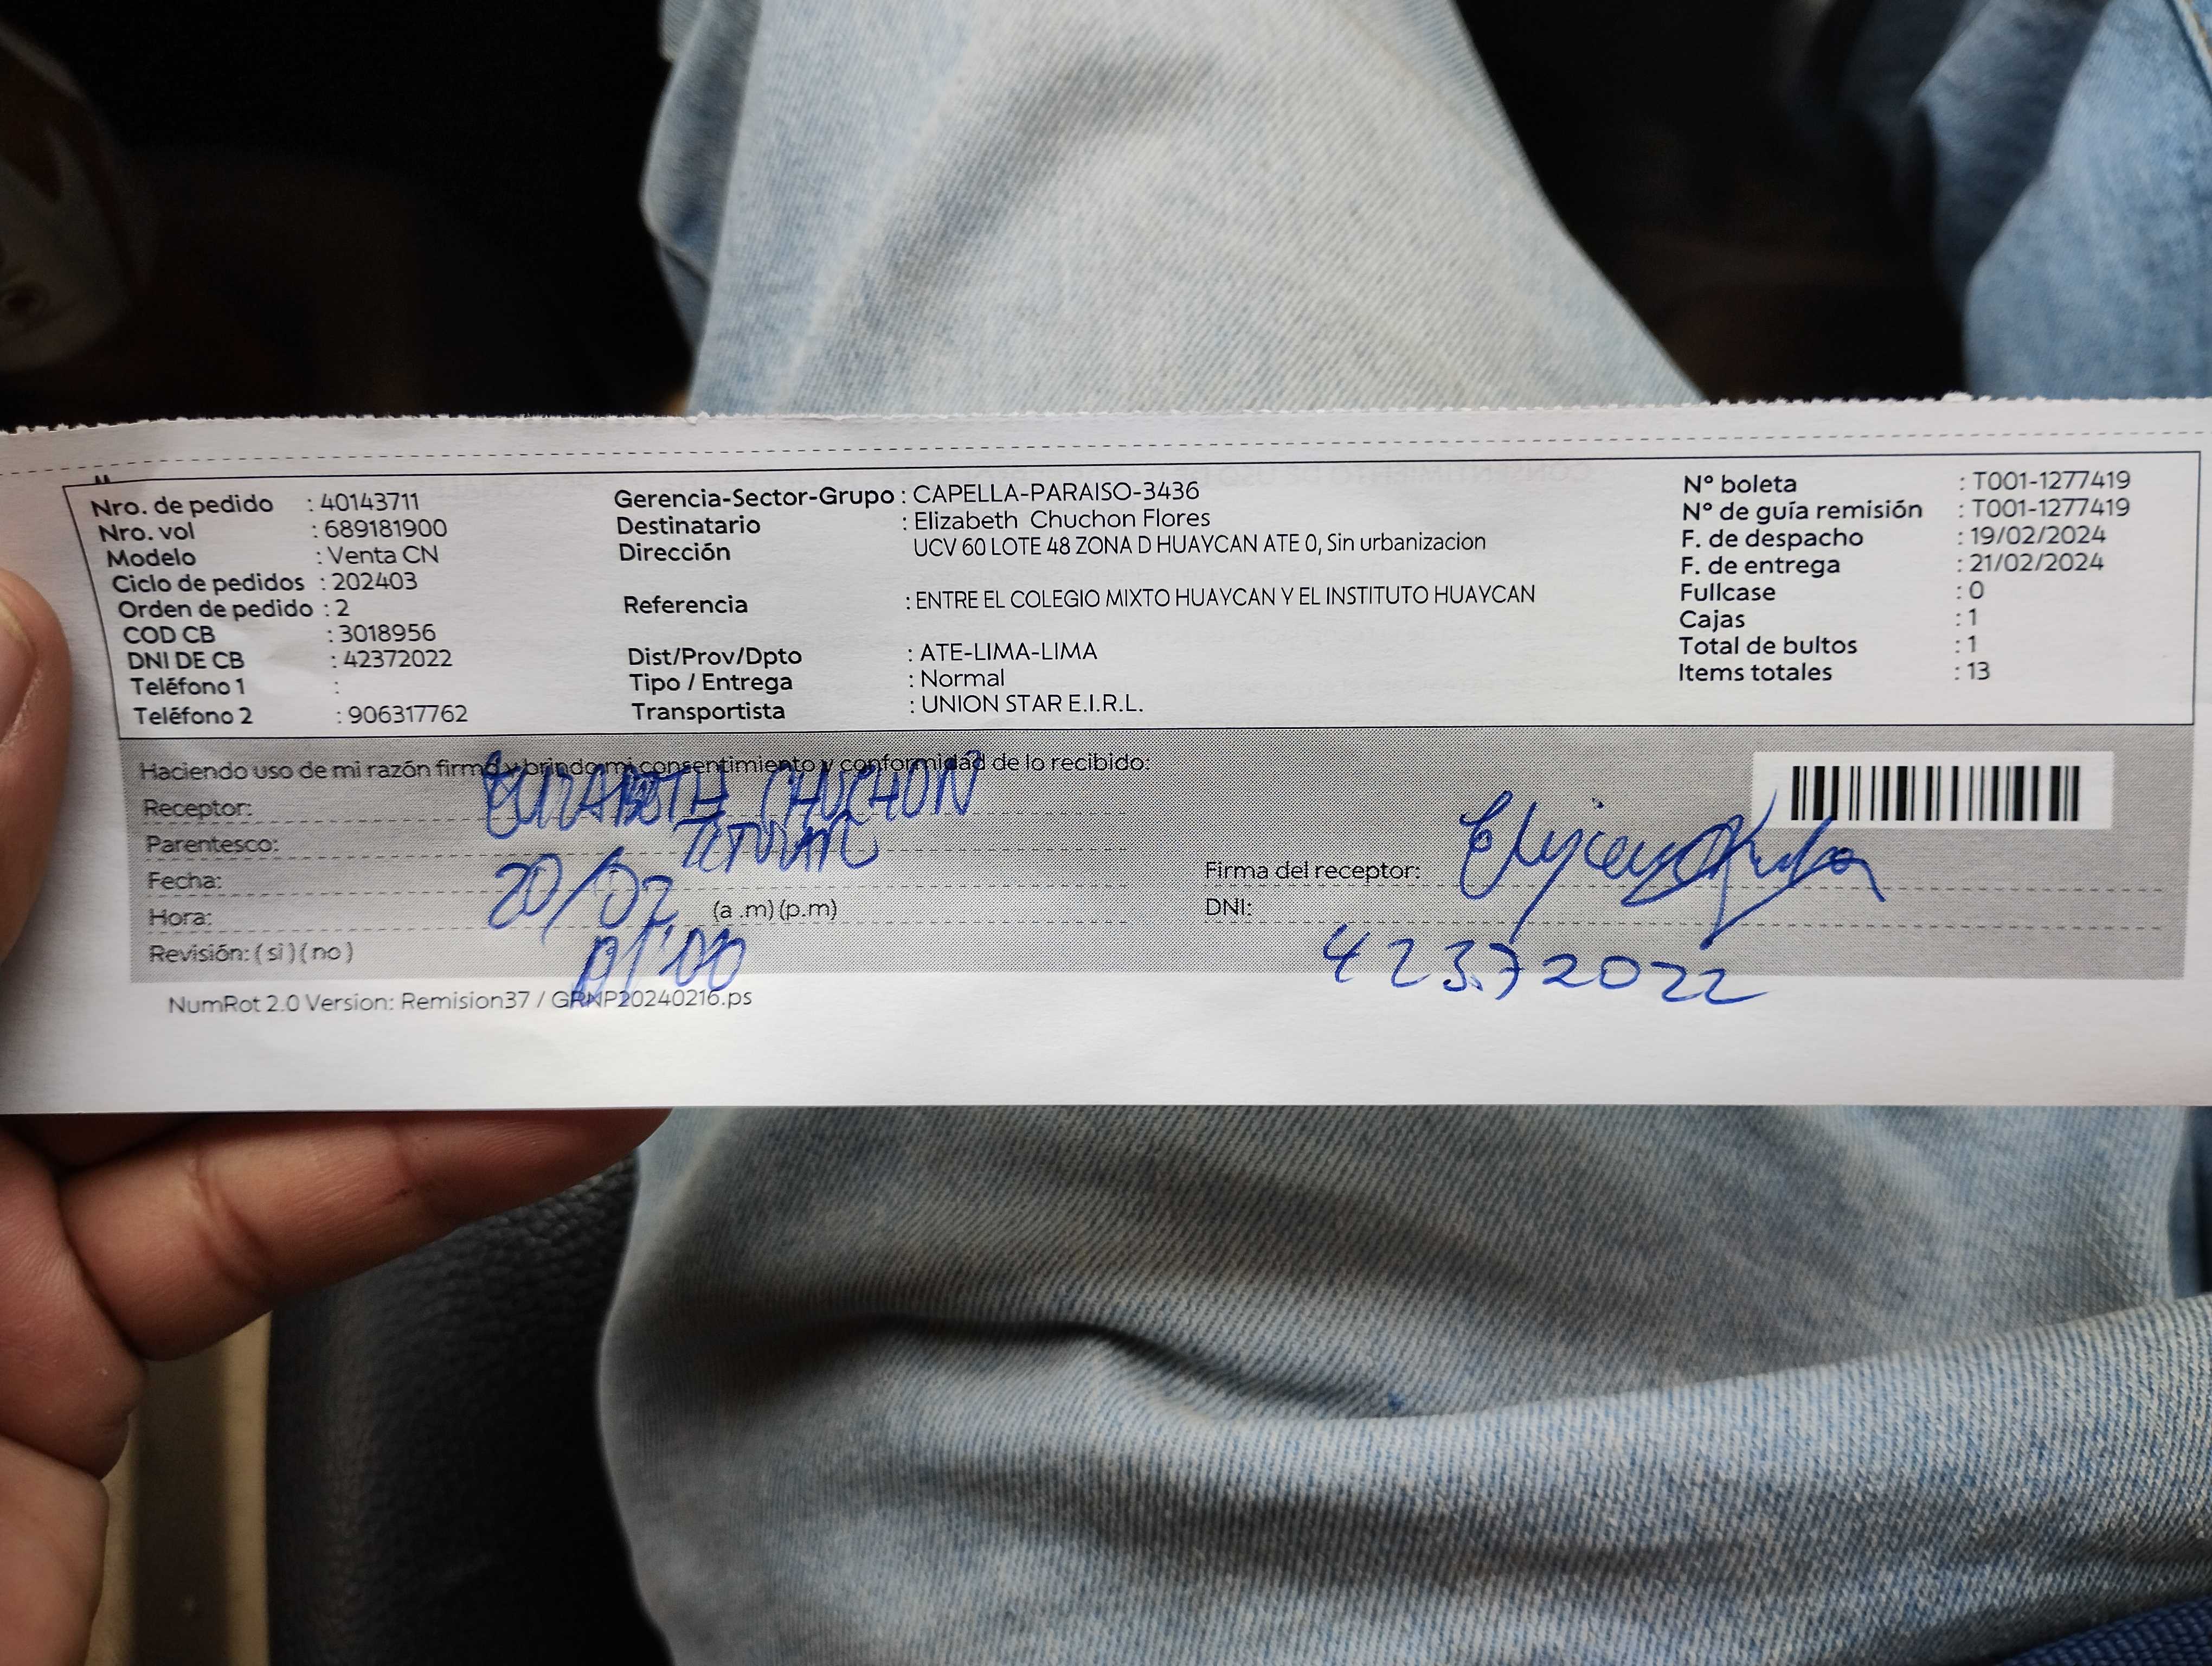 Nro. de pedido : 40143711
Nro. vol : 689181900
Modelo : Venta CN
Ciclo de pedidos : 202403
Orden de pedido : 2
COD CB : 3018956
DNI DE CB : 42372022
Teléfono 1 :
Teléfono 2 : 906317762
Gerencia-Sector-Grupo : CAPELLA-PARAISO-3436
Destinatario : Elizabeth Chuchon Flores
Dirección UCV 60 LOTE 48 ZONA D HUAYCAN ATE 0, Sin urbanizacion
Referencia : ENTRE EL COLEGIO MIXTO HUAYCAN Y EL INSTITUTO HUAYCAN
Dist/Prov/Dpto : ATE-LIMA-LIMA
Tipo / Entrega : Normal
Transportista : UNION STAR E.I.R.L.
N° boleta : T001-1277419
N° de guía remisión : T001-1277419
F. de despacho : 19/02/2024
F. de entrega : 21/02/2024
Fullcase : 0
Cajas : 1
Total de bultos : 1
Items totales : 13
Haciendo uso de mi razón firmo y brindo mi consentimiento y conformidad de lo recibido:
Receptor: ELIZABETH CHUCHON
Parentesco: TITULAR
Fecha: 20/02
Hora: (a .m) (p.m)
Revisión: ( si ) ( no )
Firma del receptor:
DNI: 42372022
NumRot 2.0 Version: Remision37 / GRNP20240216.ps